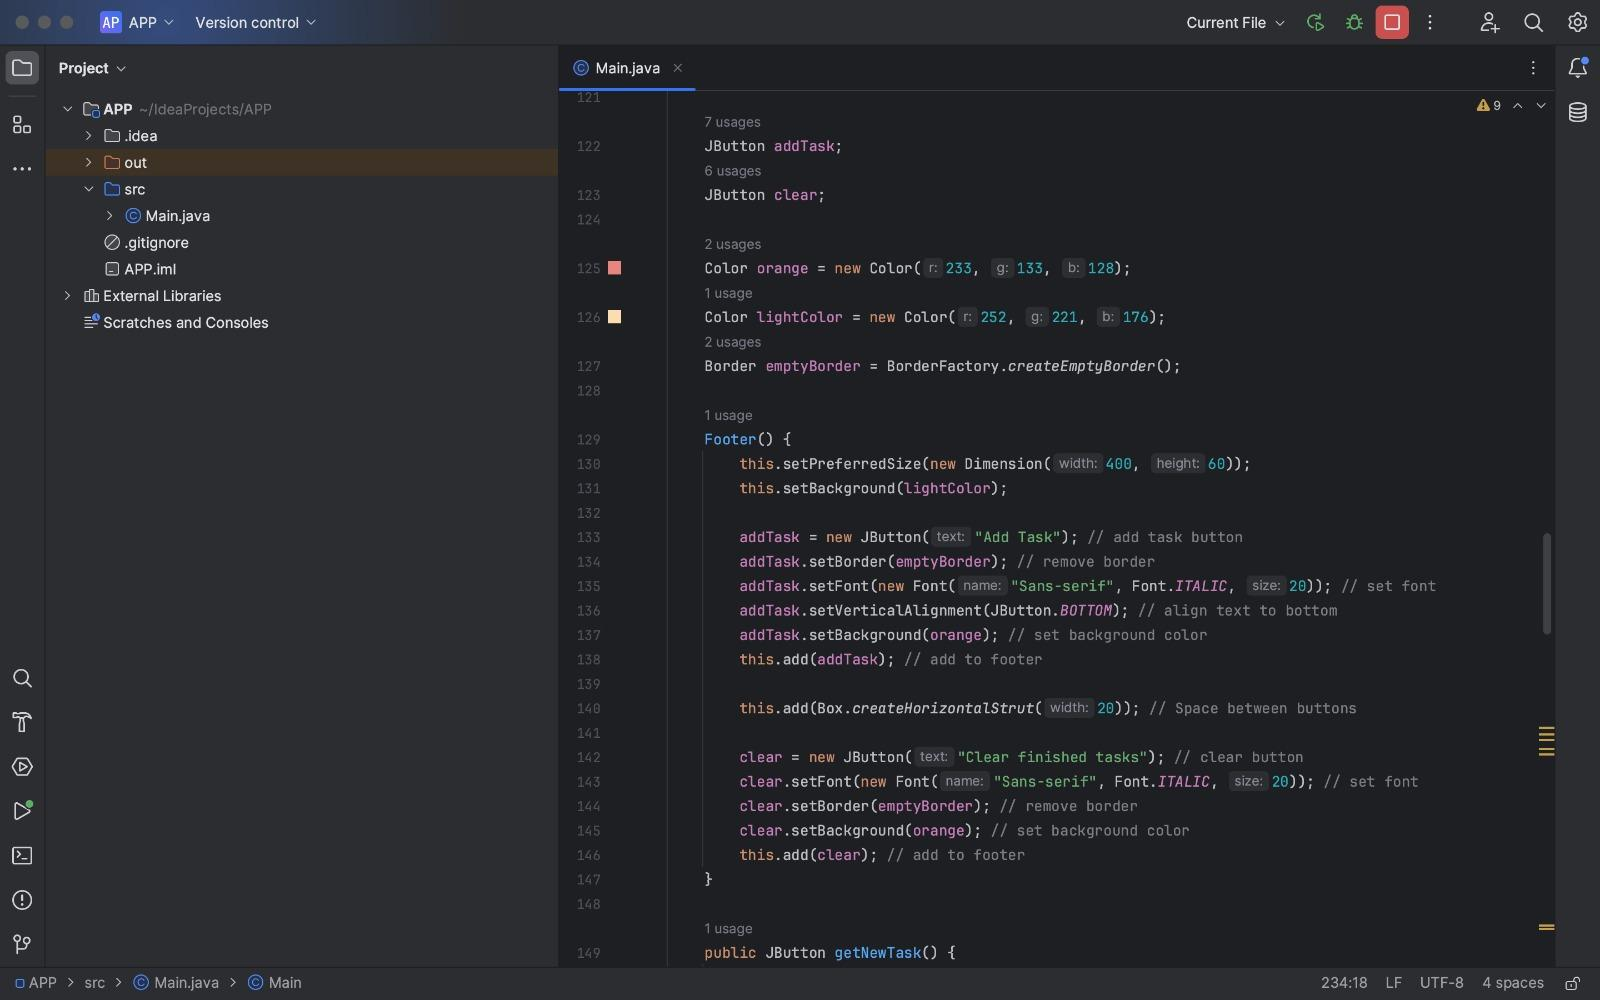 AP APP Version control Current File
Project
Main.java
APP ~/IdeaProjects/APP
.idea
out
src
Main.java
.gitignore
APP.iml
External Libraries
Scratches and Consoles
9
121
7 usages
122 JButton addTask;
6 usages
123 JButton clear;
124
2 usages
125 Color orange = new Color( r: 233, g: 133, b: 128);
1 usage
126 Color lightColor = new Color( r: 252, g: 221, b: 176);
2 usages
127 Border emptyBorder = BorderFactory.createEmptyBorder();
128
1 usage
129 Footer() {
130 this.setPreferredSize(new Dimension( width: 400, height: 60));
131 this.setBackground(lightColor);
132
133 addTask = new JButton( text: "Add Task"); // add task button
134 addTask.setBorder(emptyBorder); // remove border
135 addTask.setFont(new Font( name: "Sans-serif", Font.ITALIC, size: 20)); // set font
136 addTask.setVerticalAlignment(JButton.BOTTOM); // align text to bottom
137 addTask.setBackground(orange); // set background color
138 this.add(addTask); // add to footer
139
140 this.add(Box.createHorizontalStrut( width: 20)); // Space between buttons
141
142 clear = new JButton( text: "Clear finished tasks"); // clear button
143 clear.setFont(new Font( name: "Sans-serif", Font.ITALIC, size: 20)); // set font
144 clear.setBorder(emptyBorder); // remove border
145 clear.setBackground(orange); // set background color
146 this.add(clear); // add to footer
147 }
148
1 usage
149 public JButton getNewTask() {
APP > src > Main.java > Main 234:18 LF UTF-8 4 spaces